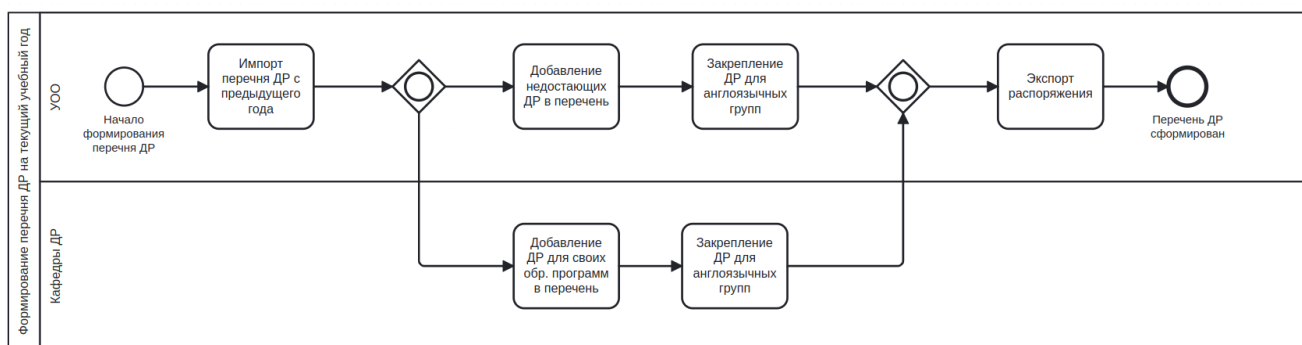 Формирование перечня ДР на текущий учебный год
УОО
Начало
формирования
перечня ДР
Импорт
перечня ДР с
предыдущего
года
Добавление
недостающих
ДР в перечень
Закрепление
ДР для
англоязычных
групп
Экспорт
распоряжения
Перечень ДР
сформирован
Кафедры ДР
Добавление
ДР для своих
обр. программ
в перечень
Закрепление
ДР для
англоязычных
групп